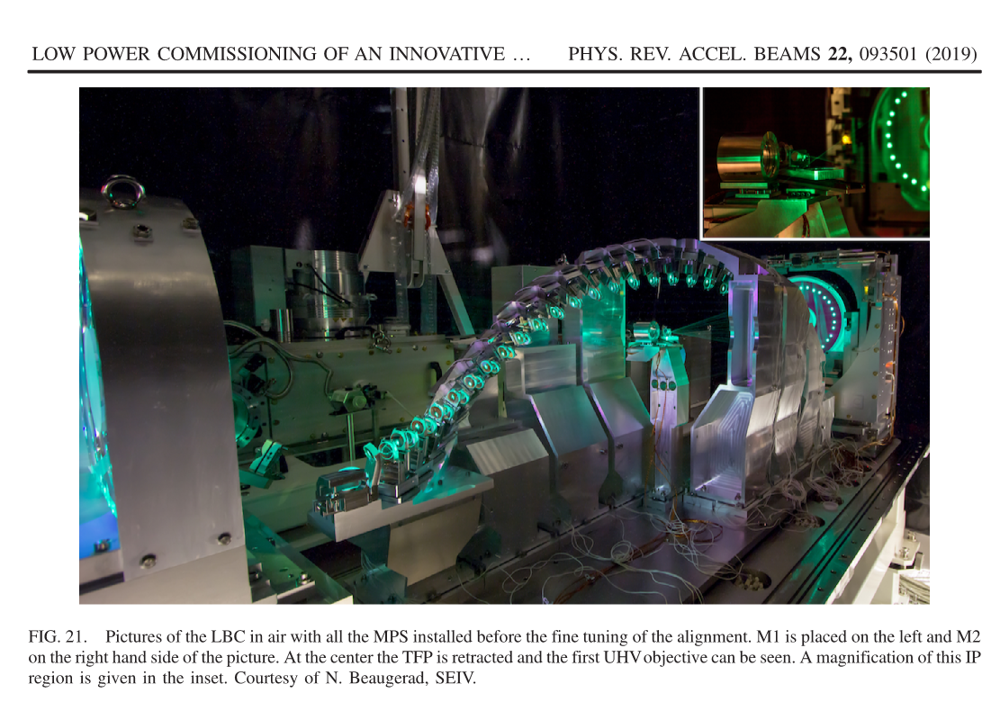 LOW POWER COMMISSIONING OF AN INNOVATIVE … PHYS. REV. ACCEL. BEAMS 22, 093501 (2019)
FIG. 21. Pictures of the LBC in air with all the MPS installed before the fine tuning of the alignment. M1 is placed on the left and M2
on the right hand side of the picture. At the center the TFP is retracted and the first UHV objective can be seen. A magnification of this IP
region is given in the inset. Courtesy of N. Beaugerad, SEIV.